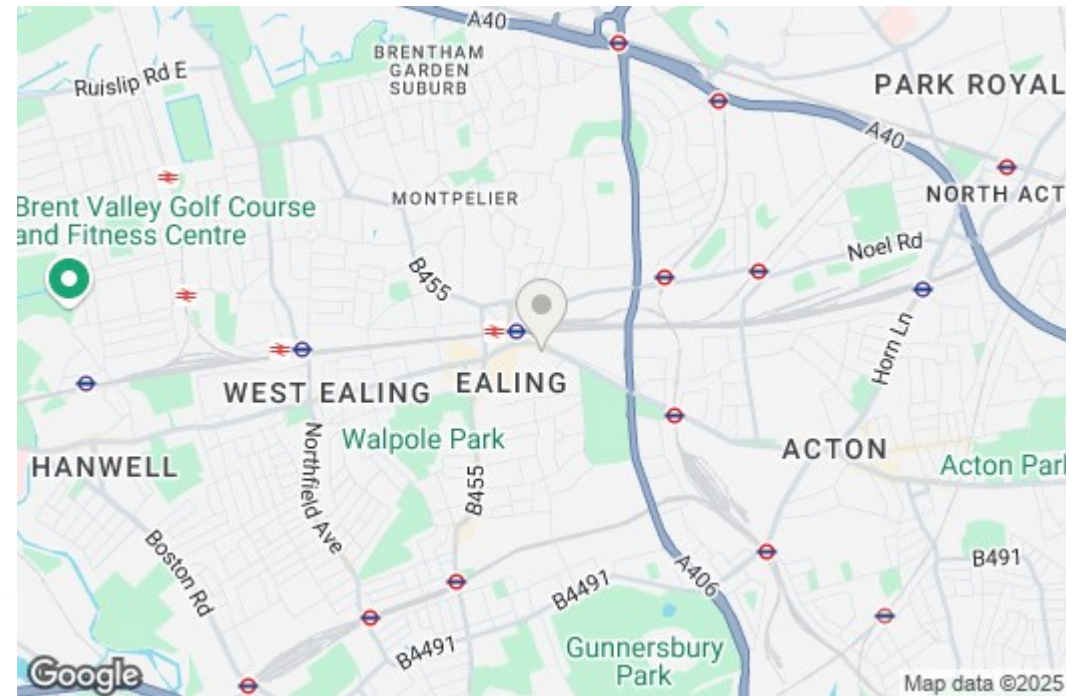 A40
BRENTHAM
GARDEN
SUBURB
Ruislip Rd E
PARK ROYAL
A40
Brent Valley Golf Course
and Fitness Centre
MONTPELIER
NORTH ACT
Noel Rd
B455
Horn Ln
WEST EALING
EALING
Walpole Park
HANWELL
Northfield Ave
B455
ACTON
Acton Parl
Boston Rd
B491
A406
B4491
B4491
Gunnersbury
Park
Google
Map data ©2025